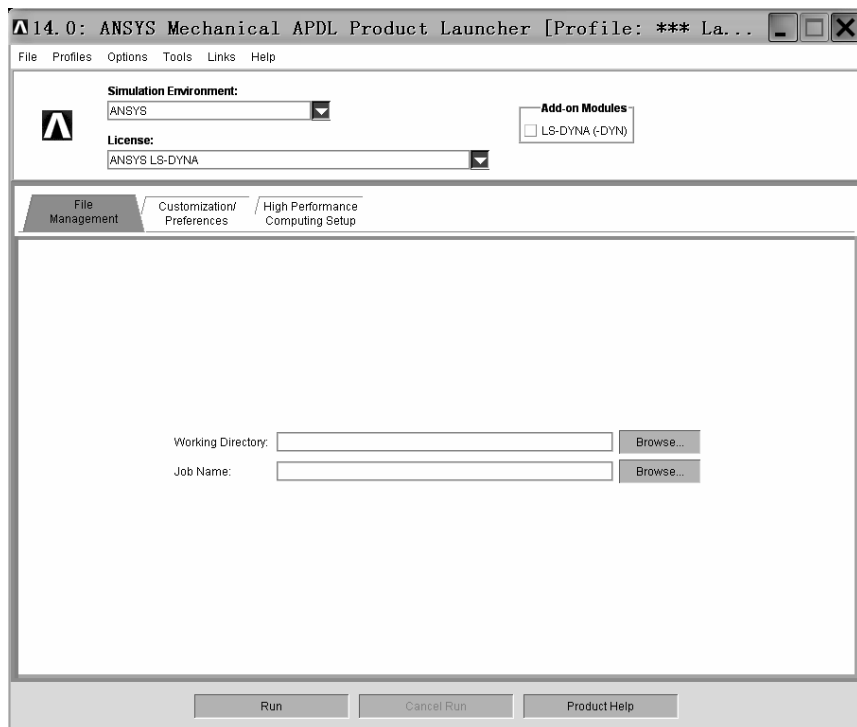 14.0: ANSYS Mechanical APDL Product Launcher [Profile: *** La...
File Profiles Options Tools Links Help
Simulation Environment:
ANSYS
Add-on Modules
LS-DYNA (-DYN)
License:
ANSYS LS-DYNA
File
Management
Customization/
Preferences
High Performance
Computing Setup
Working Directory:
Browse...
Job Name:
Browse...
Run
Cancel Run
Product Help